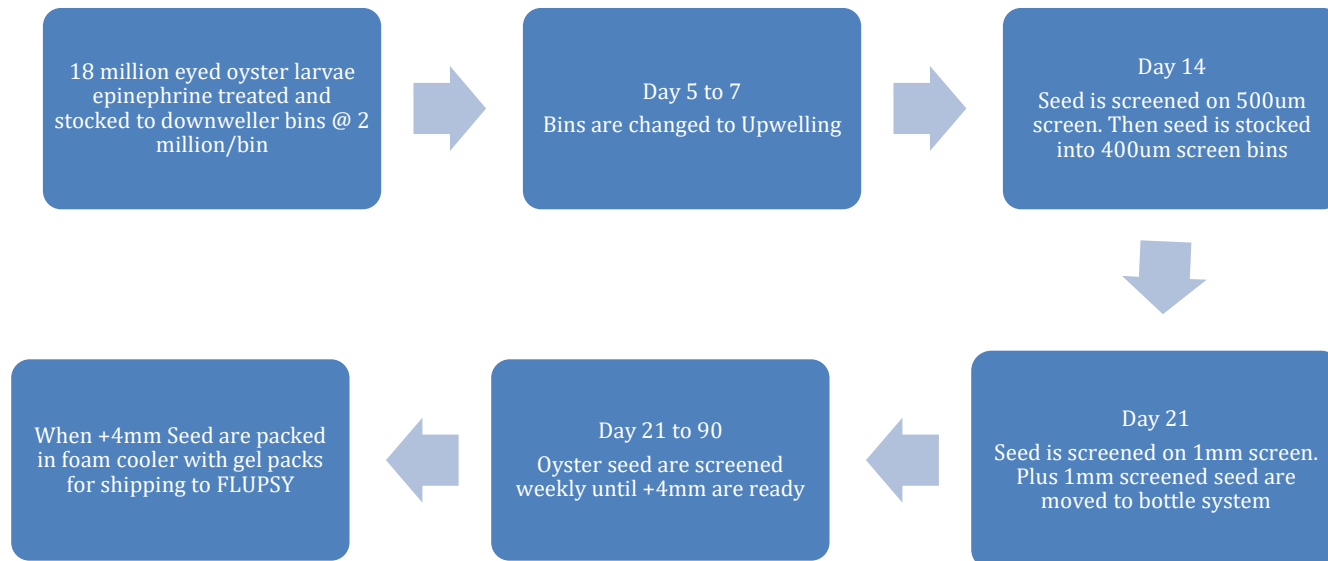 18 million eyed oyster larvae
epinephrine treated and
stocked to downweller bins @ 2
million/bin
Day 5 to 7
Bins are changed to Upwelling
Day 14
Seed is screened on 500um
screen. Then seed is stocked
into 400um screen bins
Day 21
Seed is screened on 1mm screen.
Plus 1mm screened seed are
moved to bottle system
Day 21 to 90
Oyster seed are screened
weekly until +4mm are ready
When +4mm Seed are packed
in foam cooler with gel packs
for shipping to FLUPSY